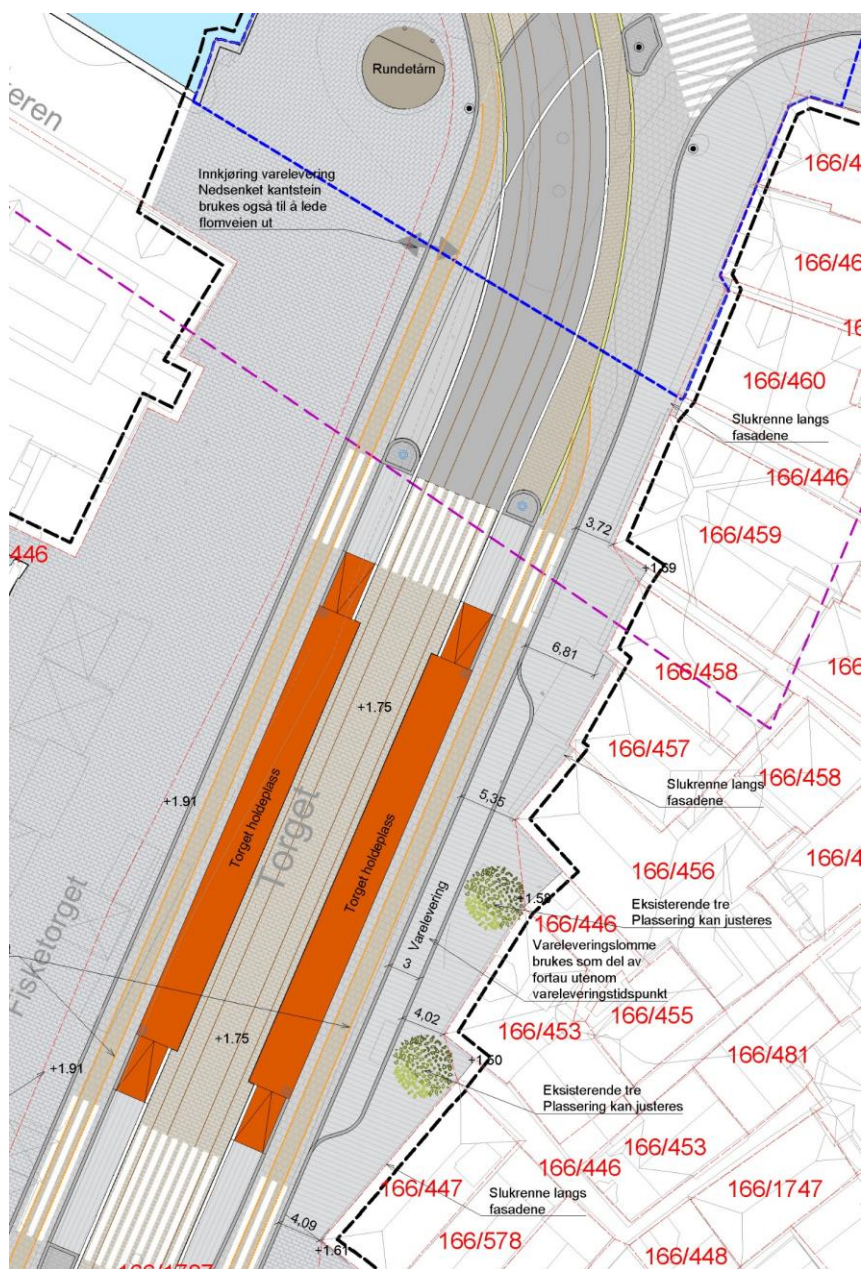 Rundetårn
eren
166/4
Innkjøring varelevering
Nedsenket kantstein
brukes også til å lede
flomveien ut
166/46
16
166/460
Slukrenne langs
fasadene
166/446
3,72
166/459
446
+1.59
6,81
166/458
166
+1.75
166/457
166/458
Slukrenne langs
fasadene
+1.91
Torget holdeplass
Torget
5,35
Torget holdeplass
166/456
166/4
Eksisterende tre
Plassering kan justeres
+1.58
166/446
Varelevering
Vareleveringslomme
brukes som del av
fortau utenom
vareleveringstidspunkt
Fisketorget
3
4,02
166/453
166/455
+1.75
166/481
+1.91
+1.50
Eksisterende tre
Plassering kan justeres
166/453
166/446
166/447
Slukrenne langs
fasadene
166/1747
4,09
+1.61
166/578
166/448